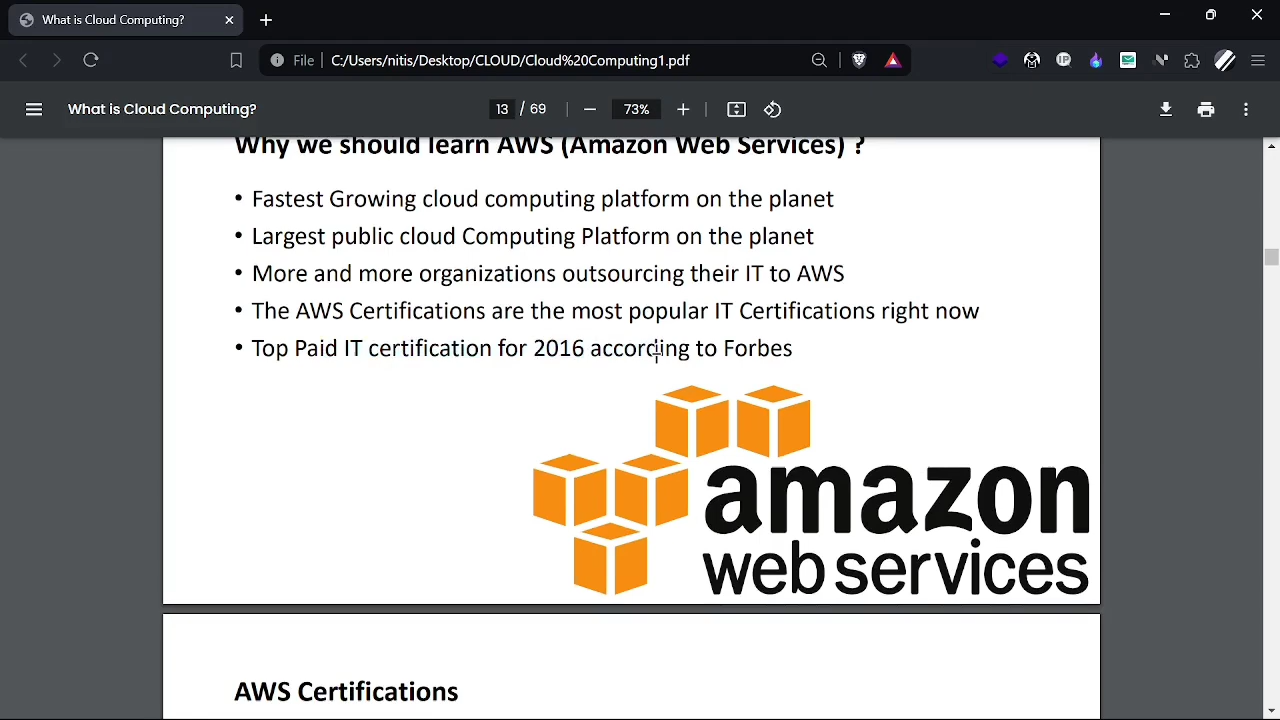 What is Cloud Computing?
File | C:/Users/nitis/Desktop/CLOUD/Cloud%20Computing1.pdf
What is Cloud Computing?
13 / 69
73%
Why we should learn AWS (Amazon Web Services) ?
• Fastest Growing cloud computing platform on the planet
• Largest public cloud Computing Platform on the planet
• More and more organizations outsourcing their IT to AWS
• The AWS Certifications are the most popular IT Certifications right now
• Top Paid IT certification for 2016 according to Forbes
amazon
web services
AWS Certifications